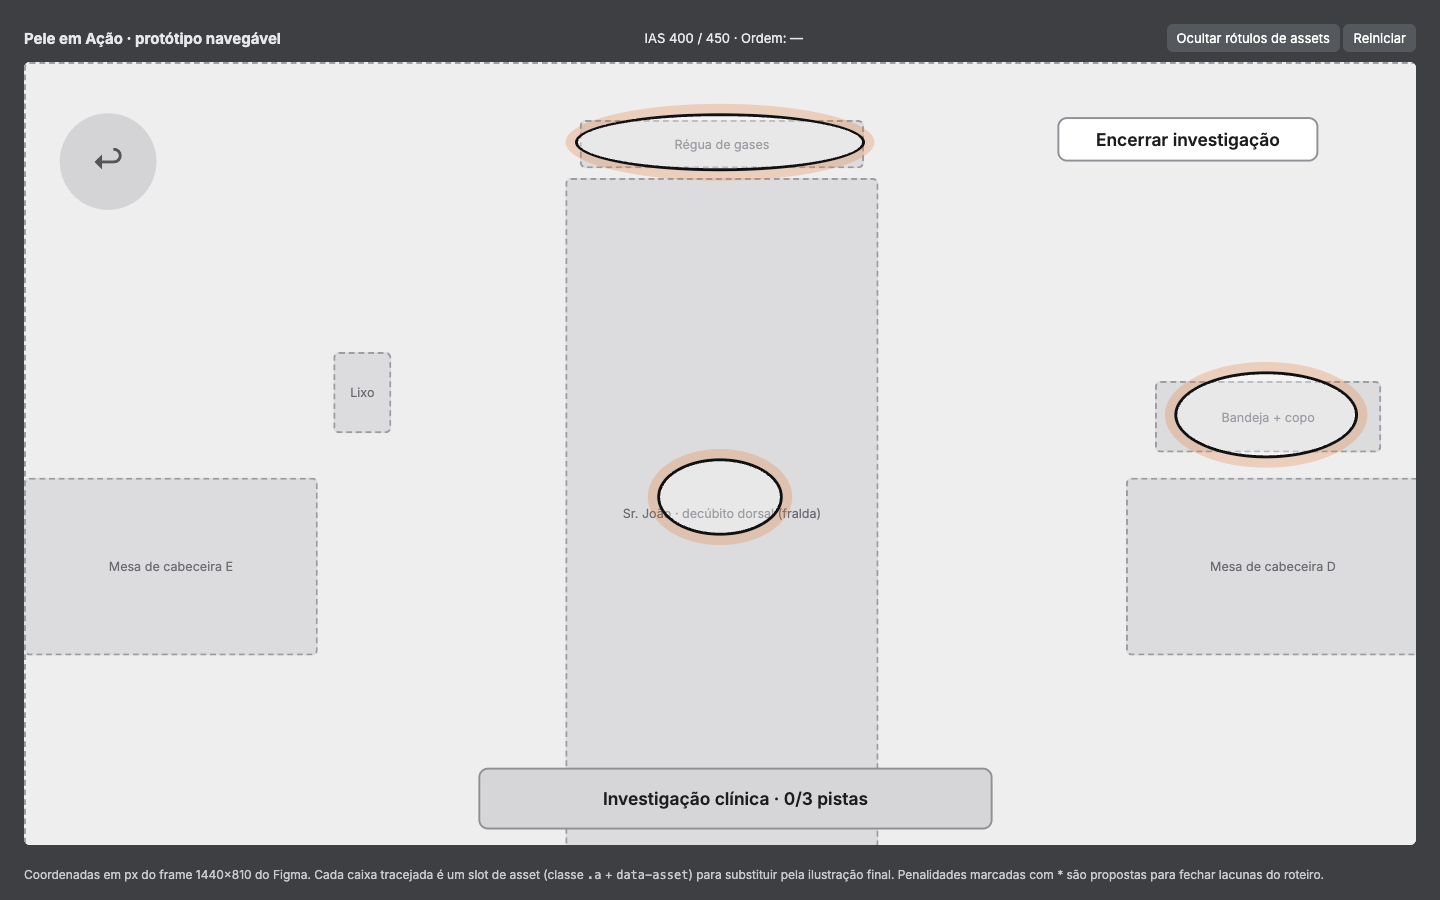 Pele em Ação · protótipo navegável
IAS 400 / 450 · Ordem: —
Ocultar rótulos de assets
Reiniciar
Régua de gases
Encerrar investigação
Lixo
Bandeja + copo
Sr. João · decúbito dorsal (fralda)
Mesa de cabeceira E
Mesa de cabeceira D
Investigação clínica · 0/3 pistas
Coordenadas em px do frame 1440×810 do Figma. Cada caixa tracejada é um slot de asset (classe .a + data-asset) para substituir pela ilustração final. Penalidades marcadas com * são propostas para fechar lacunas do roteiro.